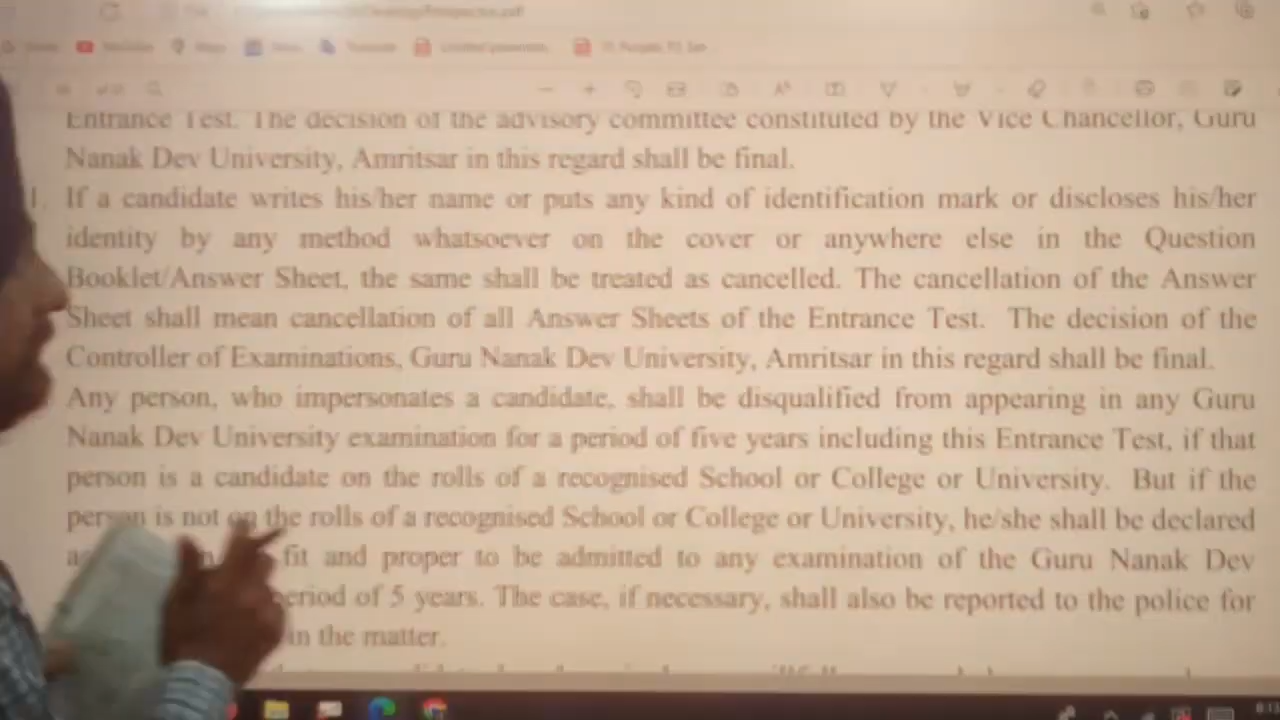 YouTube
Entrance Test. The decision of the advisory committee constituted by the Vice Chancellor, Guru
Nanak Dev University, Amritsar in this regard shall be final.
If a candidate writes his/her name or puts any kind of identification mark or discloses his/her
identity by any method whatsoever on the cover or anywhere else in the Question
Booklet/Answer Sheet, the same shall be treated as cancelled. The cancellation of the Answer
Sheet shall mean cancellation of all Answer Sheets of the Entrance Test. The decision of the
Controller of Examinations, Guru Nanak Dev University, Amritsar in this regard shall be final.
Any person, who impersonates a candidate, shall be disqualified from appearing in any Guru
Nanak Dev University examination for a period of five years including this Entrance Test, if that
person is a candidate on the rolls of a recognised School or College or University. But if the
person is not on the rolls of a recognised School or College or University, he/she shall be declared
fit and proper to be admitted to any examination of the Guru Nanak Dev
period of 5 years. The case, if necessary, shall also be reported to the police for
in the matter.